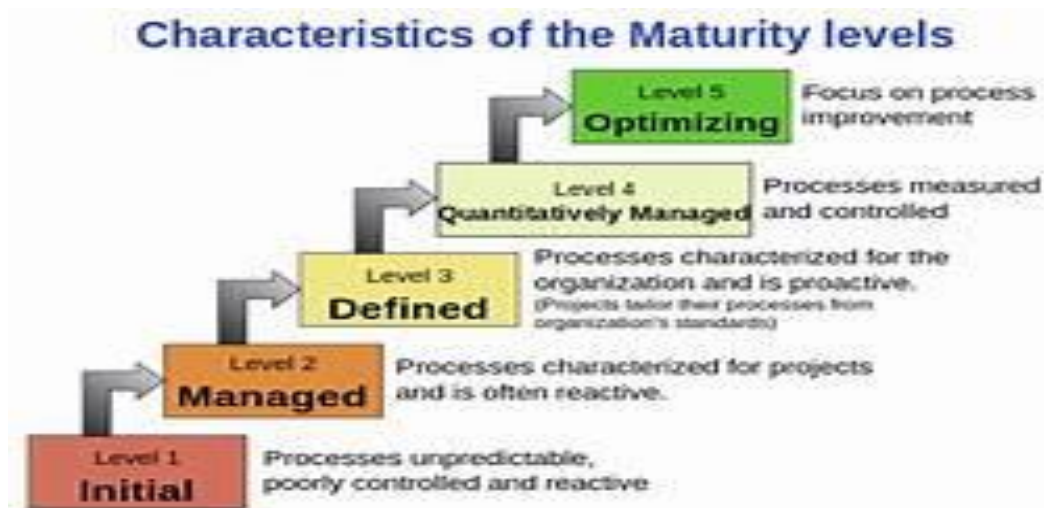 Characteristics of the Maturity levels
Level 5
Optimizing
Focus on process
improvement
Level 4
Quantitatively Managed
Processes measured
and controlled
Level 3
Defined
Processes characterized for the
organization and is proactive.
(Projects tailor their processes from
organization's standards)
Level 2
Managed
Processes characterized for projects
and is often reactive.
Level 1
Initial
Processes unpredictable,
poorly controlled and reactive